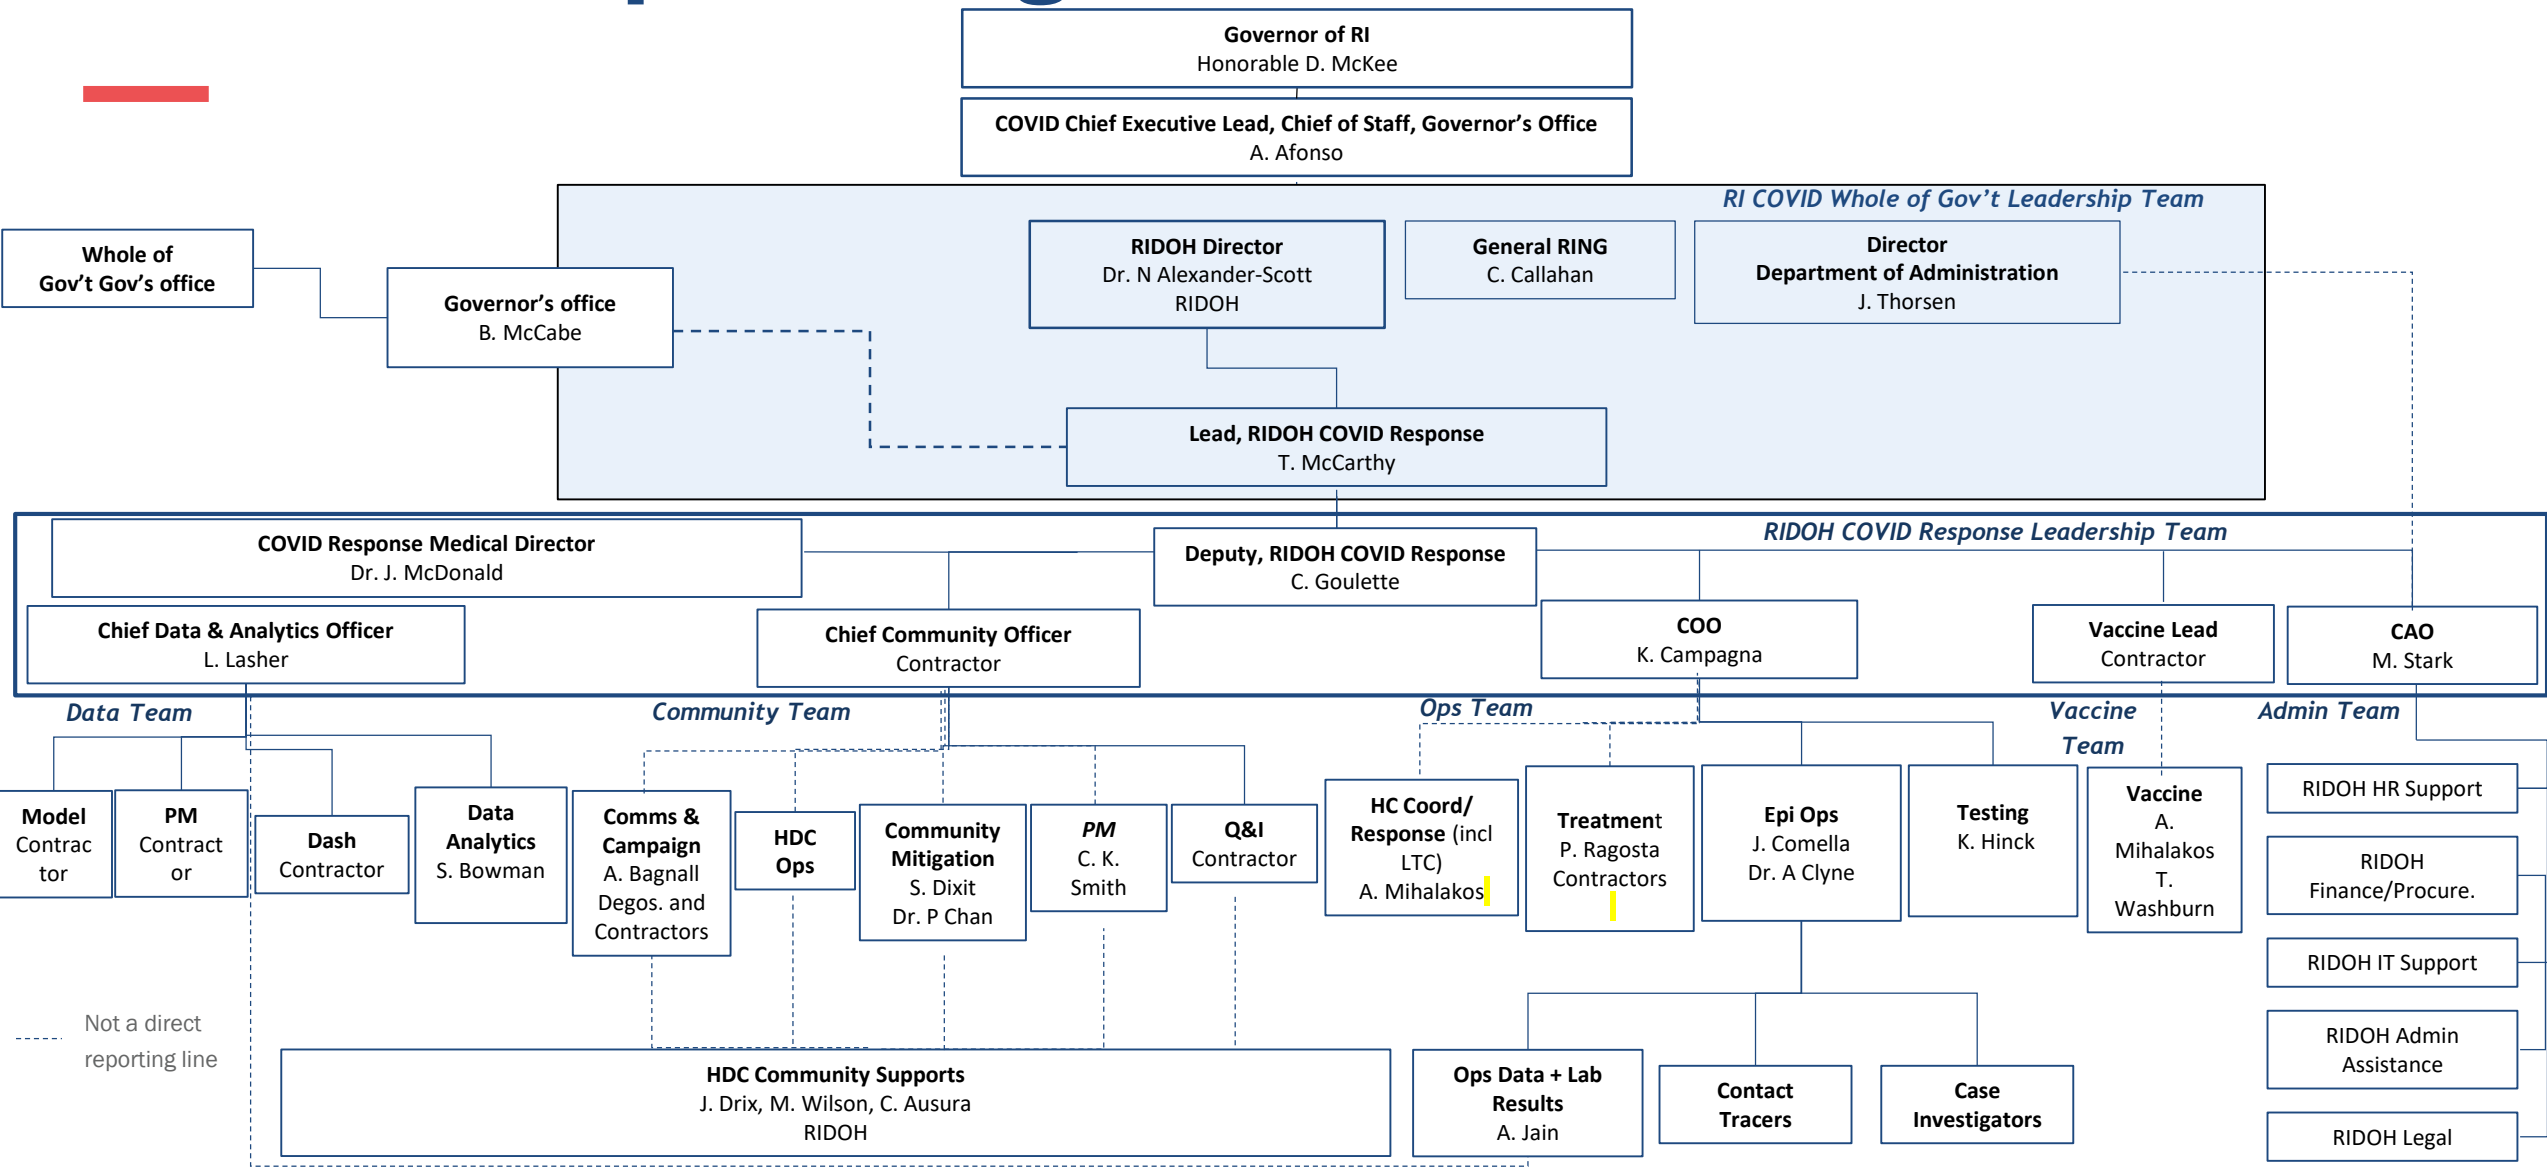 Governor of RI
Honorable D. McKee
COVID Chief Executive Lead, Chief of Staff, Governor's Office
A. Afonso
RI COVID Whole of Gov't Leadership Team
Whole of
Gov't Gov's office
Governor's office
B. McCabe
RIDOH Director
Dr. N Alexander-Scott
RIDOH
General RING
C. Callahan
Director
Department of Administration
J. Thorsen
Lead, RIDOH COVID Response
T. McCarthy
RIDOH COVID Response Leadership Team
COVID Response Medical Director
Dr. J. McDonald
Deputy, RIDOH COVID Response
C. Goulette
Chief Data & Analytics Officer
L. Lasher
Chief Community Officer
Contractor
COO
K. Campagna
Vaccine Lead
Contractor
CAO
M. Stark
Data Team
Community Team
Ops Team
Vaccine
Team
Admin Team
Model
Contrac
tor
PM
Contract
or
Dash
Contractor
Data
Analytics
S. Bowman
Comms &
Campaign
A. Bagnall
Degos. and
Contractors
HDC
Ops
Community
Mitigation
S. Dixit
Dr. P Chan
PM
C. K.
Smith
Q&I
Contractor
HC Coord/
Response (incl
LTC)
A. Mihalakos
Treatment
P. Ragosta
Contractors
Epi Ops
J. Comella
Dr. A Clyne
Testing
K. Hinck
Vaccine
A.
Mihalakos
T.
Washburn
RIDOH HR Support
RIDOH
Finance/Procure.
RIDOH IT Support
RIDOH Admin
Assistance
RIDOH Legal
Not a direct
reporting line
HDC Community Supports
J. Drix, M. Wilson, C. Ausura
RIDOH
Ops Data + Lab
Results
A. Jain
Contact
Tracers
Case
Investigators